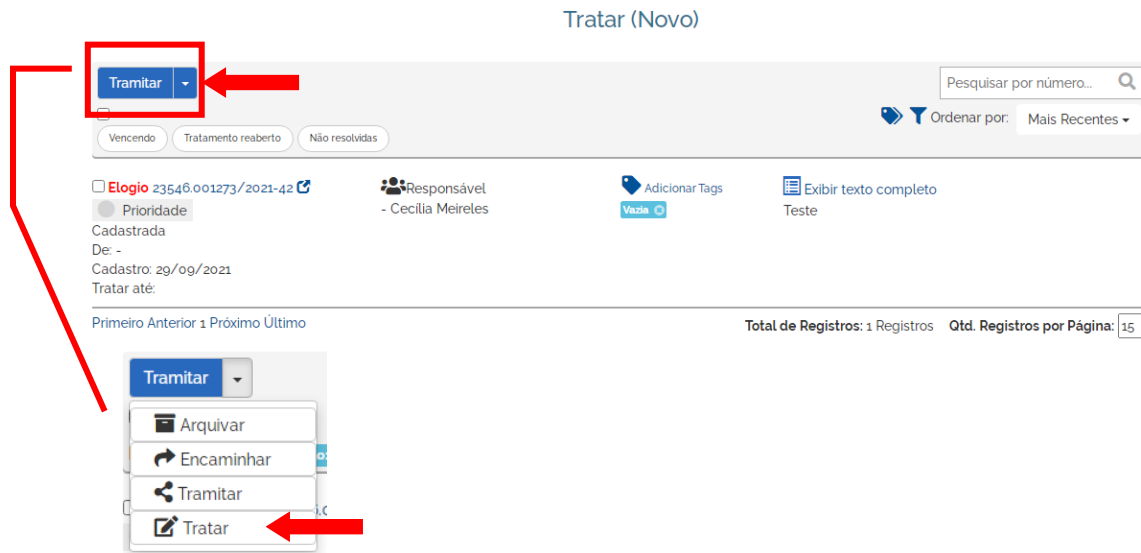 Tratar (Novo)
Tramitar
Pesquisar por número...
Ordenar por: Mais Recentes
Vencendo Tratamento reaberto Não resolvidas
Elogio 23546.001273/2021-42 Responsável Adicionar Tags Exibir texto completo
Prioridade - Cecília Meireles Vazia Teste
Cadastrada
De: -
Cadastro: 29/09/2021
Tratar até:
Primeiro Anterior 1 Próximo Último Total de Registros: 1 Registros Qtd. Registros por Página: 15
Tramitar
Arquivar
Encaminhar
Tramitar
Tratar